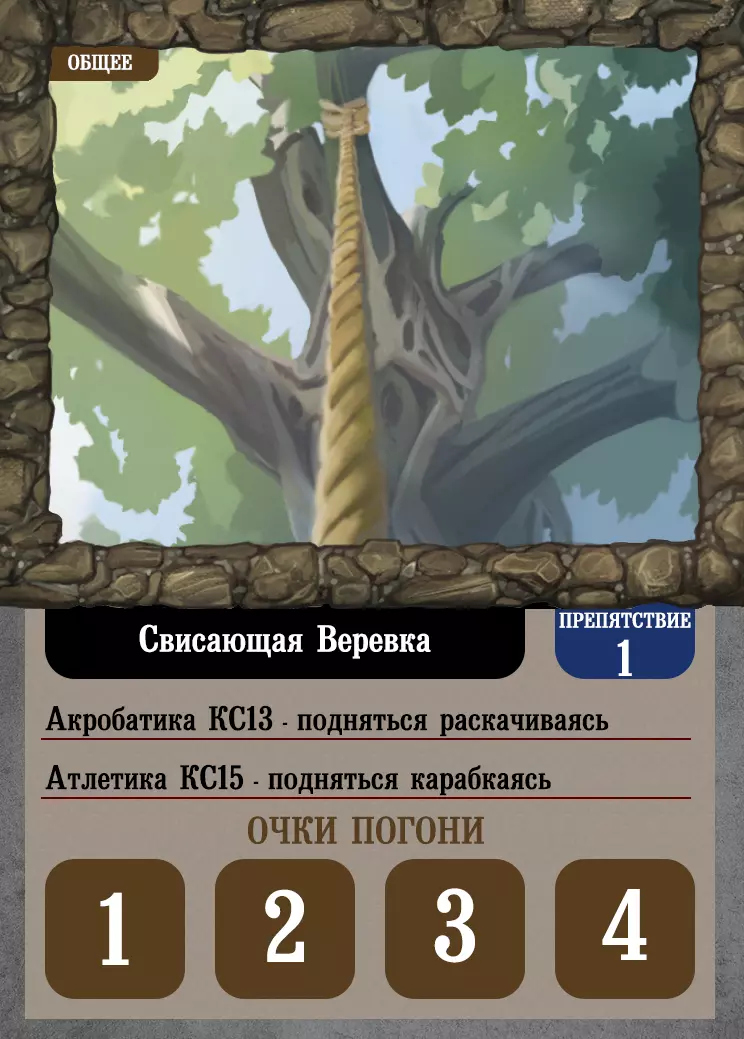 ОБЩЕЕ
Свисающая Веревка
ПРЕПЯТСТВИЕ
1
Акробатика КС13 - подняться раскачиваясь
Атлетика КС15 - подняться карабкаясь
ОЧКИ ПОГОНИ
1 2 3 4